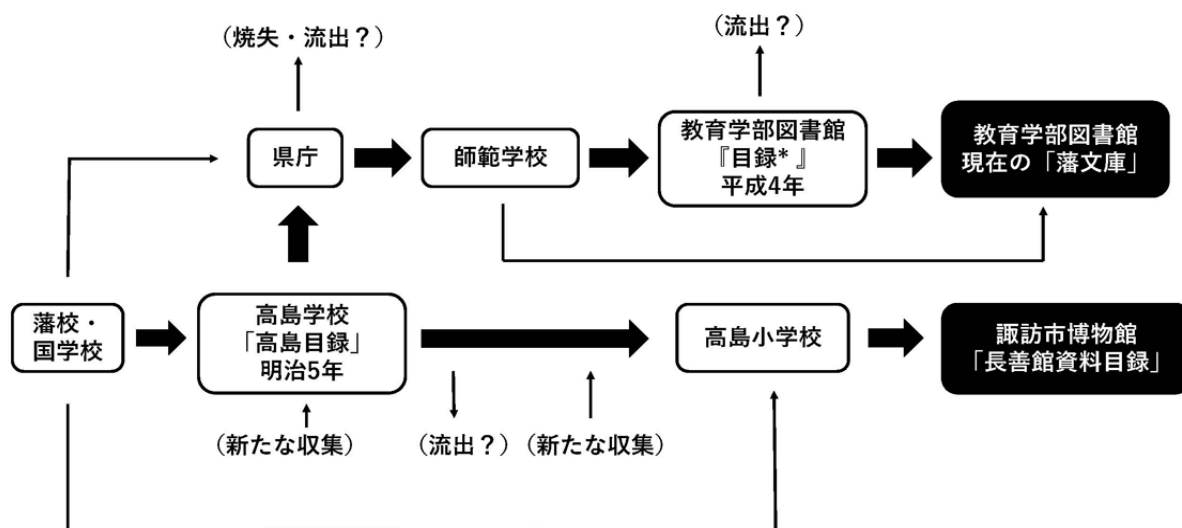 （焼失・流出？）
（流出？）
県庁
師範学校
教育学部図書館
『目録* 』
平成4年
教育学部図書館
現在の「藩文庫」
藩校・
国学校
高島学校
「高島目録」
明治5年
高島小学校
諏訪市博物館
「長善館資料目録」
（新たな収集）
（流出？）
（新たな収集）